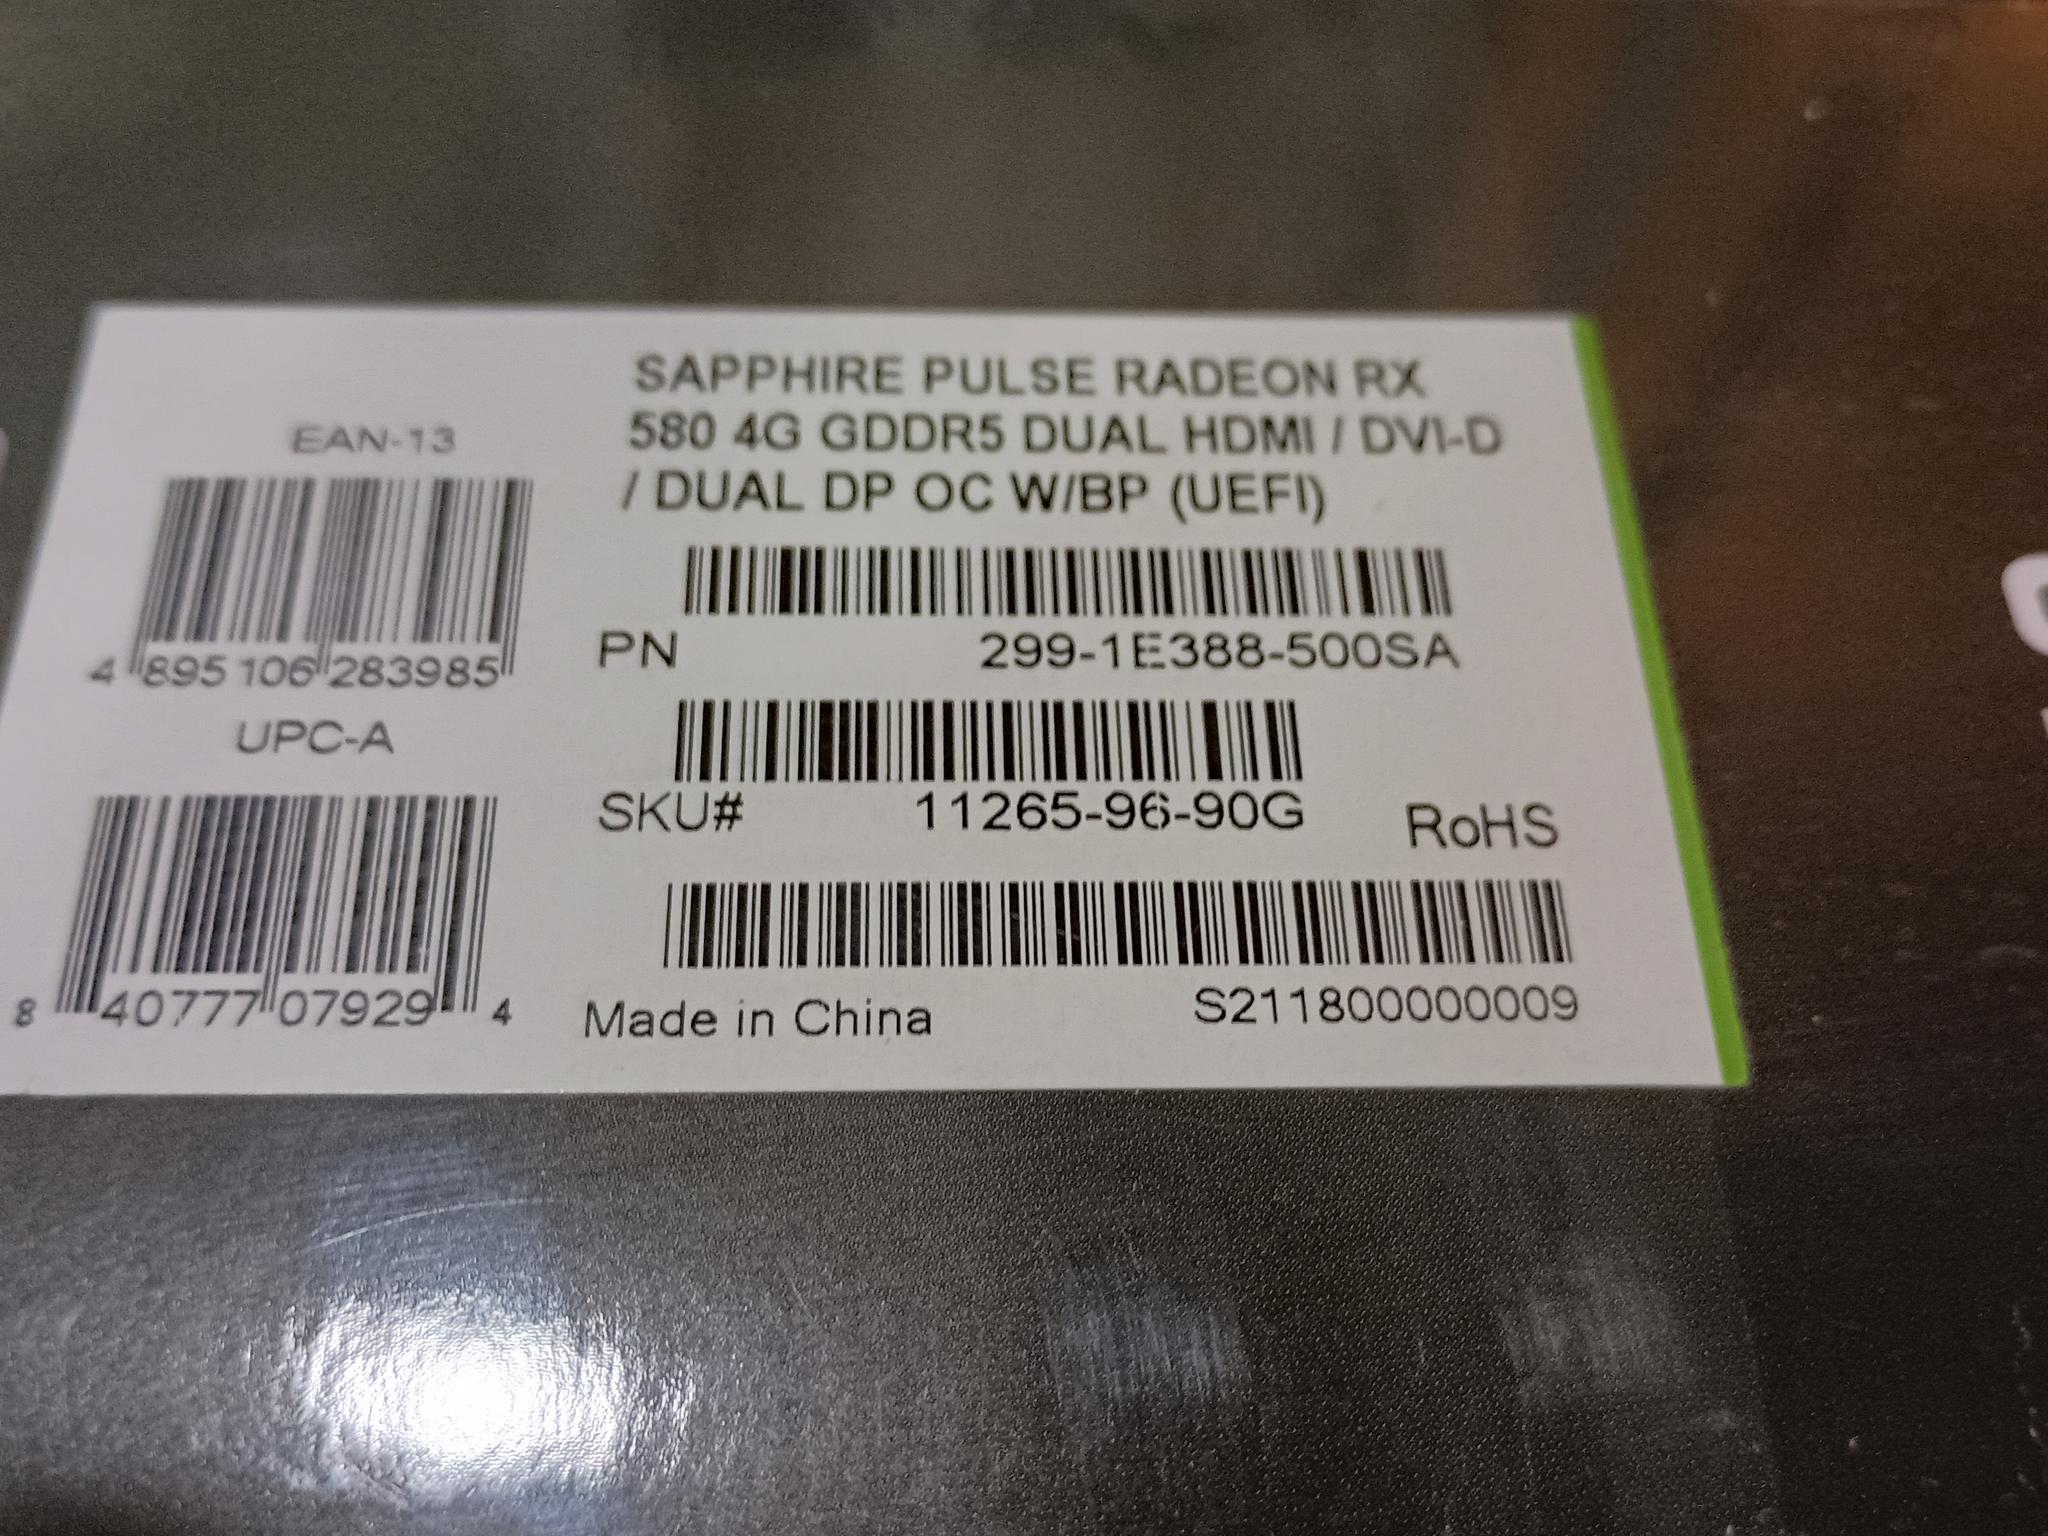 SAPPHIRE PULSE RADEON RX
580 4G GDDR5 DUAL HDMI / DVI-D
/ DUAL DP OC W/BP (UEFI)
EAN-13
4 895106 283985
PN 299-1E388-500SA
UPC-A
SKU# 11265-96-90G
RoHS
8 40777 07929 4
Made in China
S211800000009